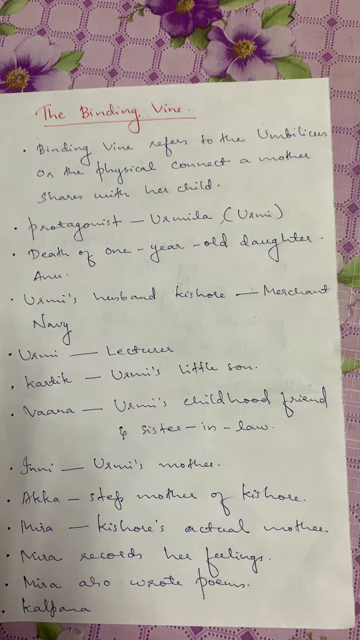 The Binding Vine.
• Binding Vine refers to the Umbilicus
Or the physical connect a mother
shares with her child.
• protagonist - Urmila (Urmi)
• Death of one-year-old daughter.
Anu.
• Urmi's husband kishore - Merchant
Navy
• Urmi - Lecturer
• Kartik - Urmi's little son.
• Vaana - Urmi's childhood friend
& sister-in-law.
• Inni - Urmi's mother.
• Akka - step mother of kishore.
• Mira - kishore's actual mother.
• Mira records her feelings.
• Mira also wrote poems.
• Kalpana